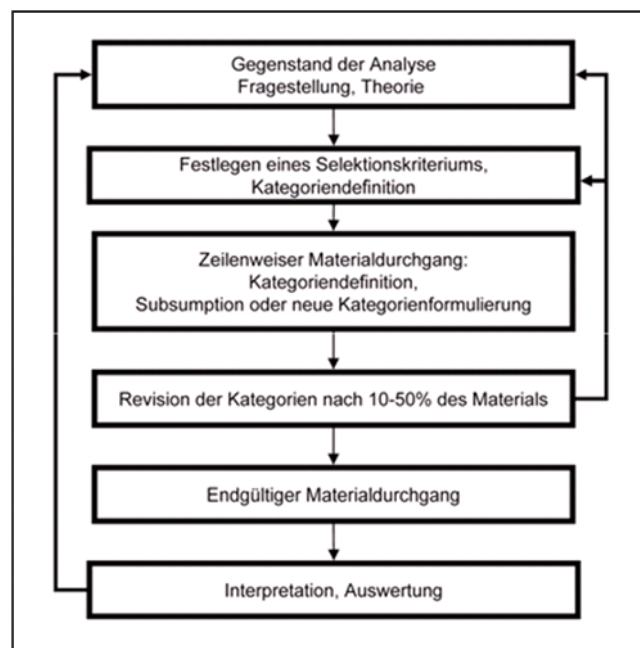 Gegenstand der Analyse
Fragestellung, Theorie
Festlegen eines Selektionskriteriums,
Kategoriendefinition
Zeilenweiser Materialdurchgang:
Kategoriendefinition,
Subsumption oder neue Kategorienformulierung
Revision der Kategorien nach 10-50% des Materials
Endgültiger Materialdurchgang
Interpretation, Auswertung